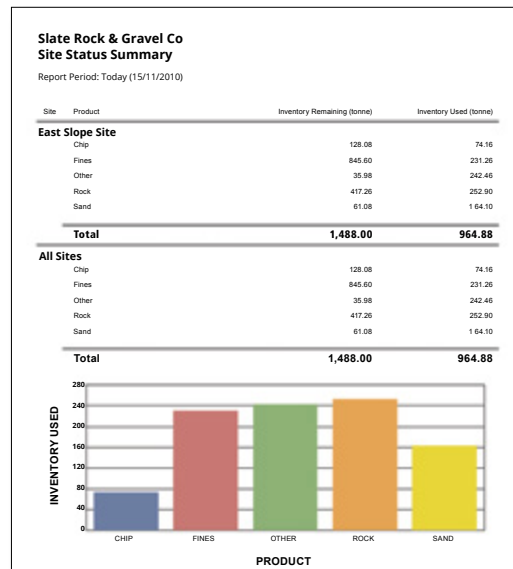 Slate Rock & Gravel Co
Site Status Summary
Report Period: Today (15/11/2010)
Site Product Inventory Remaining (tonne) Inventory Used (tonne)
East Slope Site
Chip 128.08 74.16
Fines 845.60 231.26
Other 35.98 242.46
Rock 417.26 252.90
Sand 61.08 1 64.10
Total 1,488.00 964.88
All Sites
Chip 128.08 74.16
Fines 845.60 231.26
Other 35.98 242.46
Rock 417.26 252.90
Sand 61.08 1 64.10
Total 1,488.00 964.88
INVENTORY USED
280
240
200
160
120
80
40
0
CHIP FINES OTHER ROCK SAND
PRODUCT